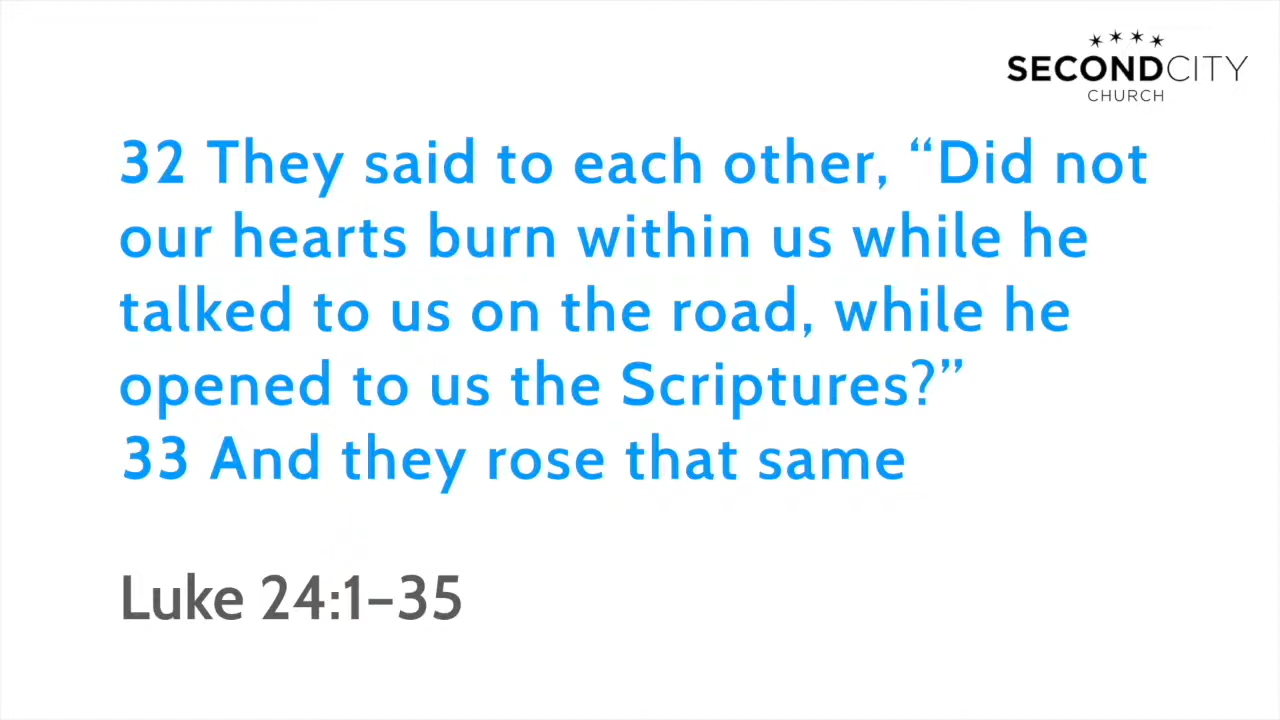 SECONDCITY
CHURCH
32 They said to each other, “Did not
our hearts burn within us while he
talked to us on the road, while he
opened to us the Scriptures?”
33 And they rose that same
Luke 24:1–35